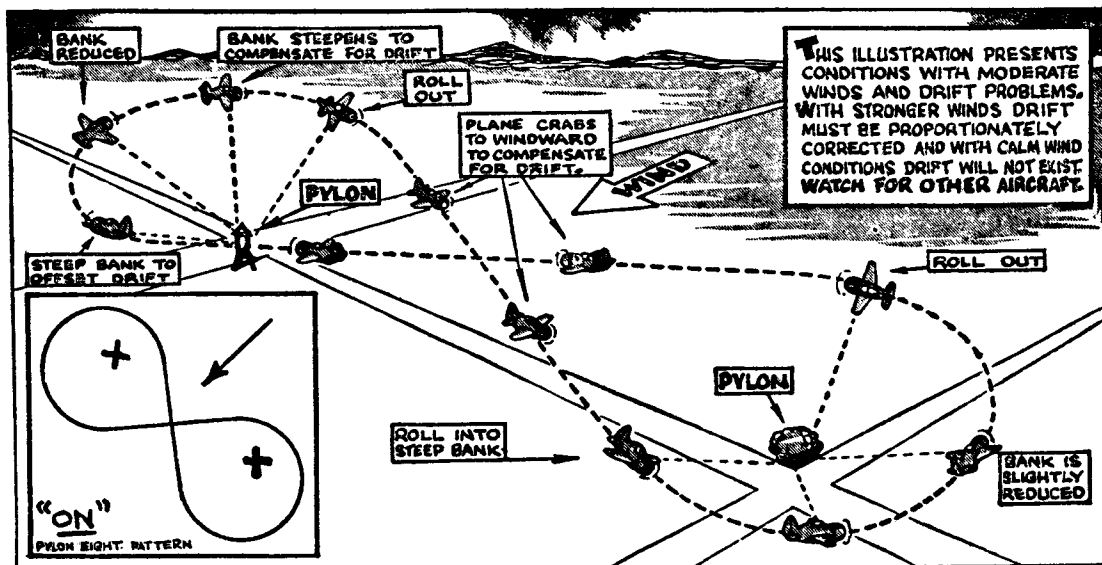 BANK
REDUCED
BANK STEEPENS TO
COMPENSATE FOR DRIFT
ROLL
OUT
PLANE CRABS
TO WINDWARD
TO COMPENSATE
FOR DRIFT.
WIND
THIS ILLUSTRATION PRESENTS
CONDITIONS WITH MODERATE
WINDS AND DRIFT PROBLEMS.
WITH STRONGER WINDS DRIFT
MUST BE PROPORTIONATELY
CORRECTED AND WITH CALM WIND
CONDITIONS DRIFT WILL NOT EXIST.
WATCH FOR OTHER AIRCRAFT.
PYLON
STEEP BANK TO
OFFSET DRIFT
ROLL OUT
PYLON
ROLL INTO
STEEP BANK
BANK IS
SLIGHTLY
REDUCED
"ON"
PYLON EIGHT PATTERN